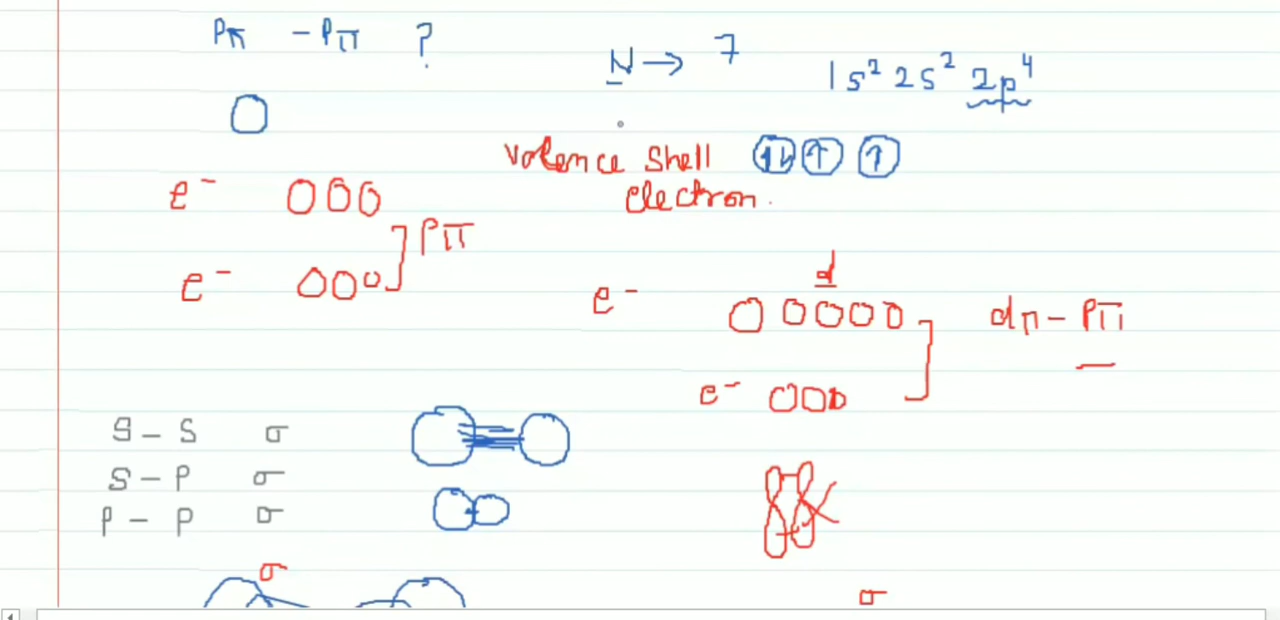 Pπ - Pπ ?
N → 7 1s² 2s² 2p⁴
Valence shell
electron.
e⁻
Pπ
e⁻
d
e⁻
dπ - Pπ
e⁻
S - S σ
S - P σ
P - P σ
σ
σ